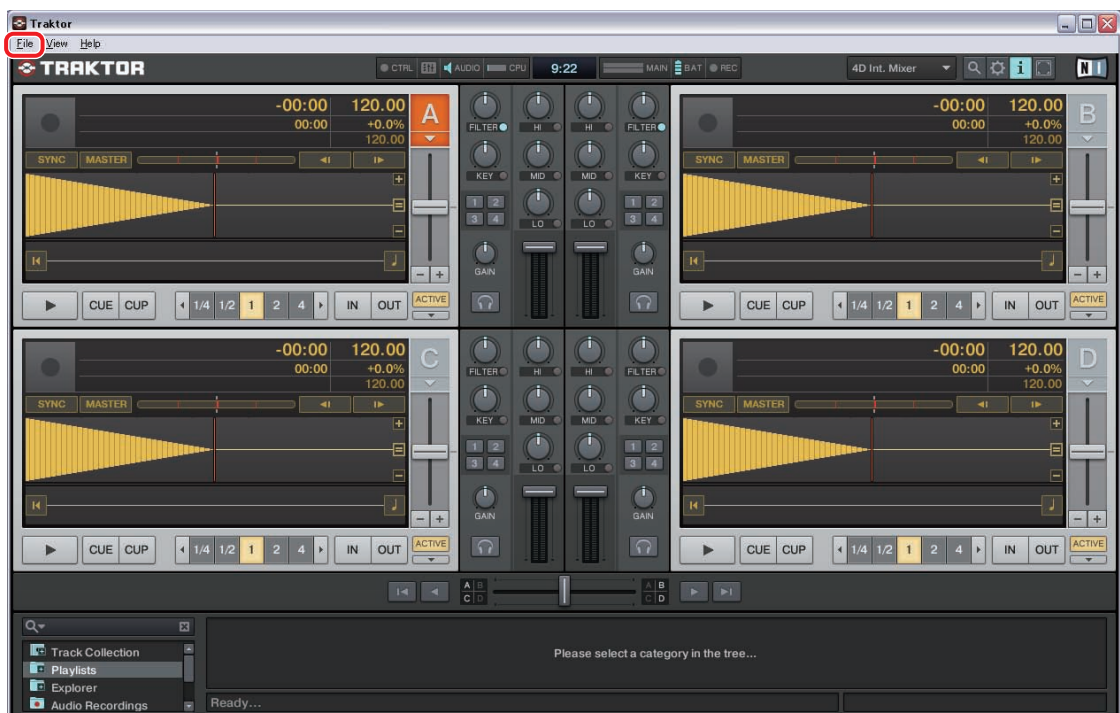 Traktor
File View Help
TRAKTOR CTRL AUDIO CPU 9:22 MAIN BAT REC 4D Int. Mixer i N I
-00:00 120.00 A
00:00 +0.0%
120.00
SYNC MASTER
CUE CUP 1/4 1/2 1 2 4 IN OUT ACTIVE
FILTER HI HI FILTER
KEY MID MID KEY
1 2 1 2
3 4 LO LO 3 4
GAIN GAIN
-00:00 120.00 B
00:00 +0.0%
120.00
SYNC MASTER
CUE CUP 1/4 1/2 1 2 4 IN OUT ACTIVE
-00:00 120.00 C
00:00 +0.0%
120.00
SYNC MASTER
CUE CUP 1/4 1/2 1 2 4 IN OUT ACTIVE
FILTER HI HI FILTER
KEY MID MID KEY
1 2 1 2
3 4 LO LO 3 4
GAIN GAIN
-00:00 120.00 D
00:00 +0.0%
120.00
SYNC MASTER
CUE CUP 1/4 1/2 1 2 4 IN OUT ACTIVE
A B A B
C D C D
Track Collection
Playlists
Explorer
Audio Recordings
Please select a category in the tree...
Ready...